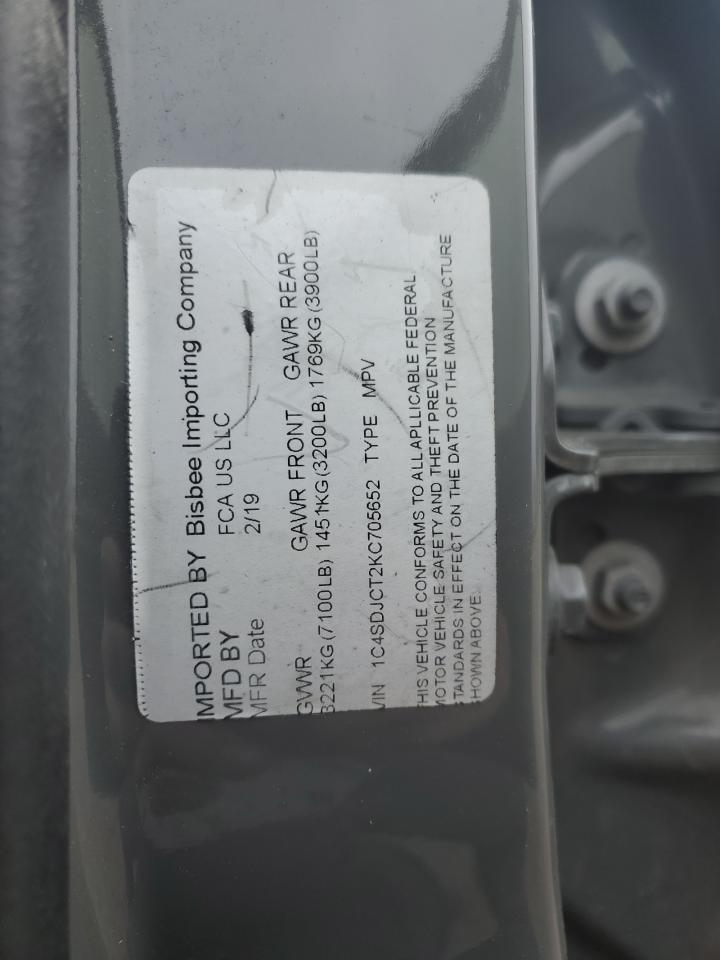 IMPORTED BY Bisbee Importing Company
MFD BY FCA US LLC
MFR Date 2/19
GVWR GAWR FRONT GAWR REAR
3221KG (7100LB) 1451KG (3200LB) 1769KG (3900LB)
VIN 1C4SDJCT2KC705652 TYPE MPV
THIS VEHICLE CONFORMS TO ALL APLLICABLE FEDERAL
MOTOR VEHICLE SAFETY AND THEFT PREVENTION
STANDARDS IN EFFECT ON THE DATE OF THE MANUFACTURE
SHOWN ABOVE.